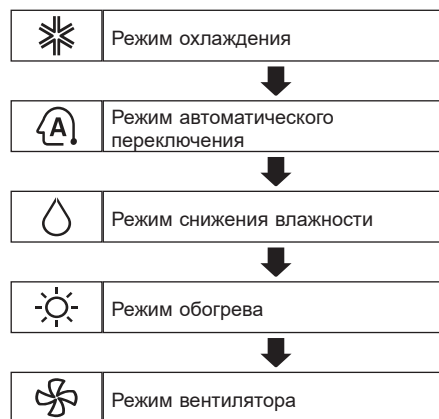 Режим охлаждения
A
Режим автоматического
переключения
Режим снижения влажности
Режим обогрева
Режим вентилятора